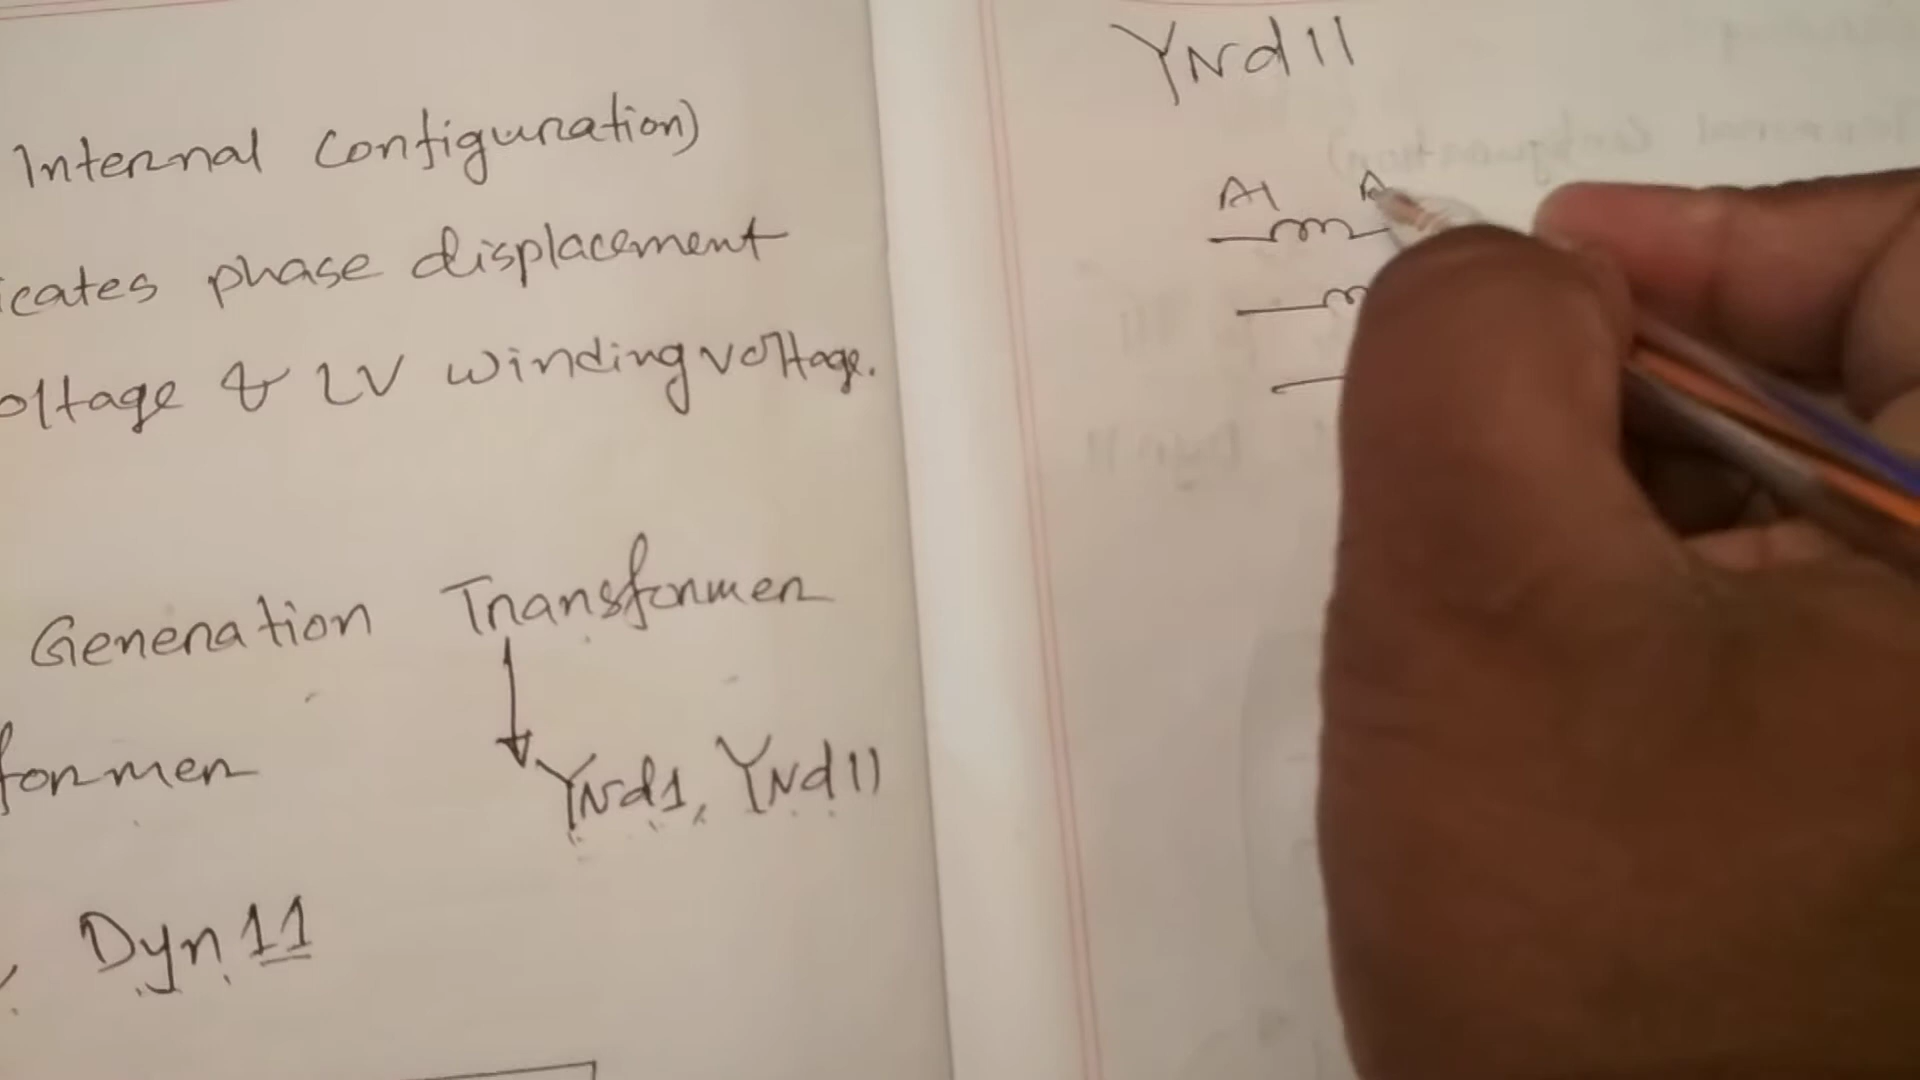 Internal configuration)
icates phase displacement
oltage & LV winding voltage.
Generation Transformer
former
YNd1, YNd11
Dyn 11
YNd11
A1 A